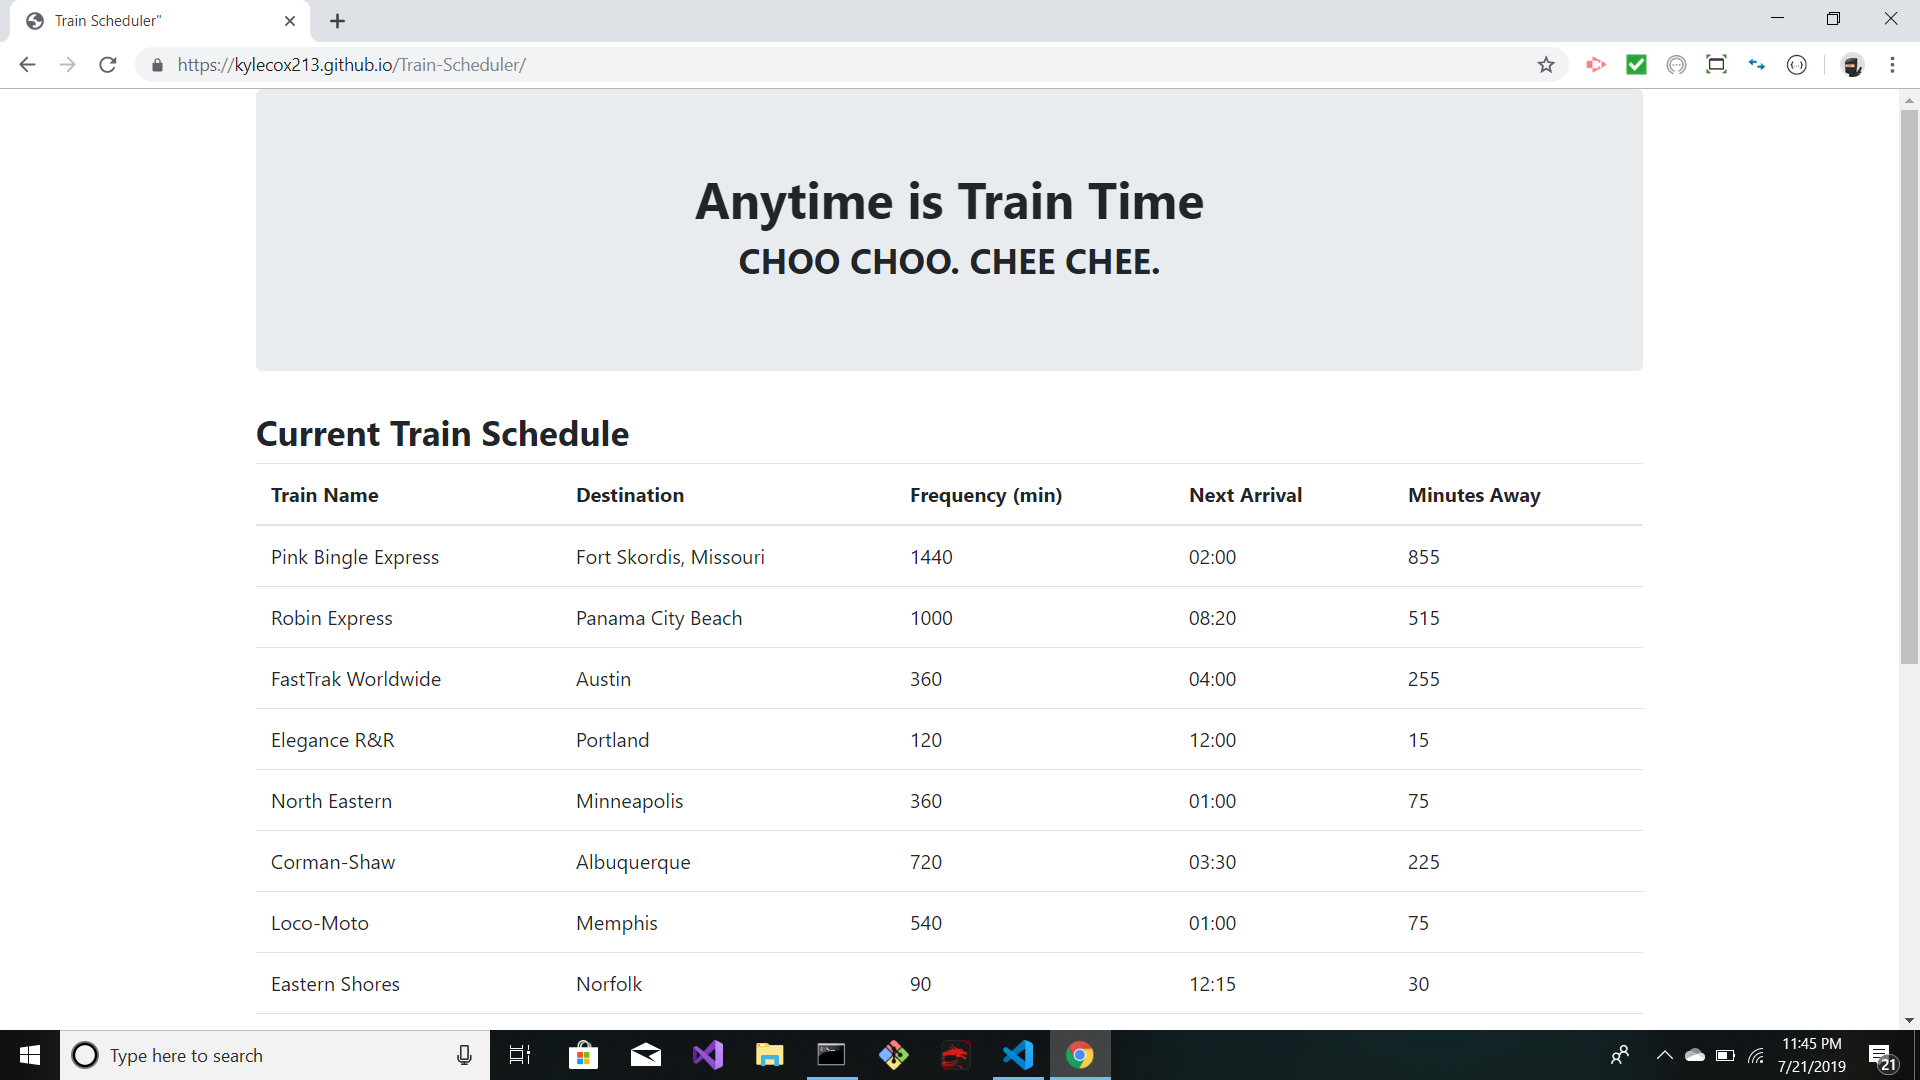 Train Scheduler"
https://kylecox213.github.io/Train-Scheduler/
Anytime is Train Time
CHOO CHOO. CHEE CHEE.
Current Train Schedule
Train Name Destination Frequency (min) Next Arrival Minutes Away
Pink Bingle Express Fort Skordis, Missouri 1440 02:00 855
Robin Express Panama City Beach 1000 08:20 515
FastTrak Worldwide Austin 360 04:00 255
Elegance R&R Portland 120 12:00 15
North Eastern Minneapolis 360 01:00 75
Corman-Shaw Albuquerque 720 03:30 225
Loco-Moto Memphis 540 01:00 75
Eastern Shores Norfolk 90 12:15 30
Type here to search
11:45 PM
7/21/2019
21